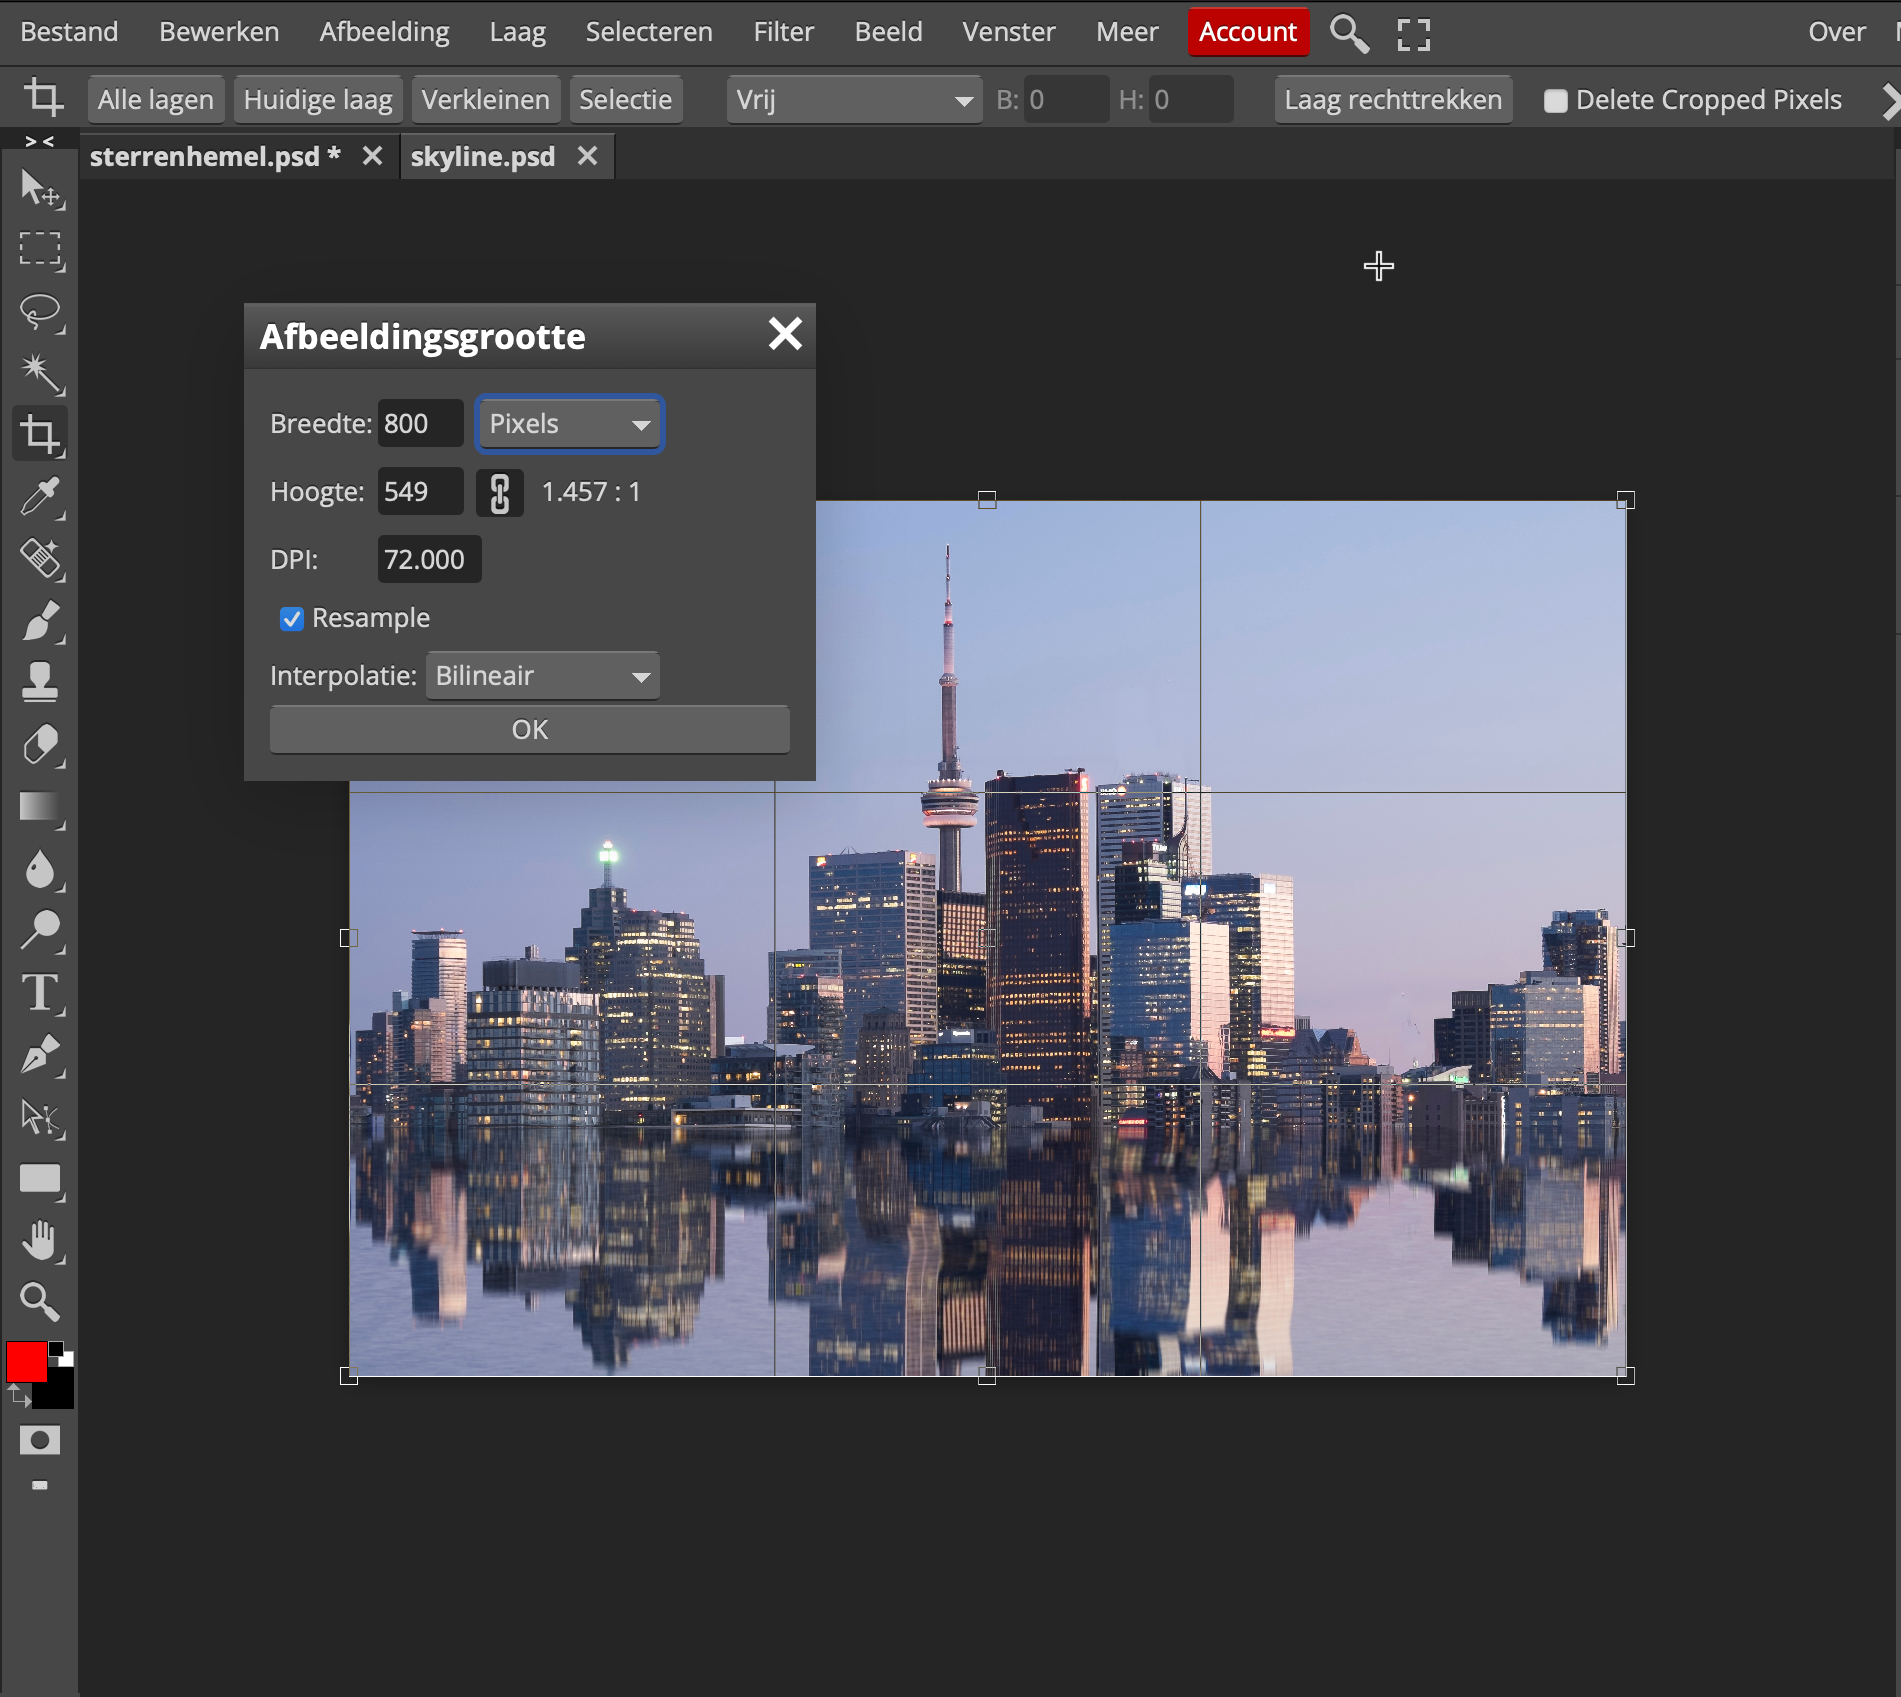 Bestand Bewerken Afbeelding Laag Selecteren Filter Beeld Venster Meer Account Over
Alle lagen Huidige laag Verkleinen Selectie Vrij B: 0 H: 0 Laag rechttrekken Delete Cropped Pixels
sterrenhemel.psd * skyline.psd
Afbeeldingsgrootte
Breedte: 800 Pixels
Hoogte: 549 1.457 : 1
DPI: 72.000
Resample
Interpolatie: Bilineair
OK